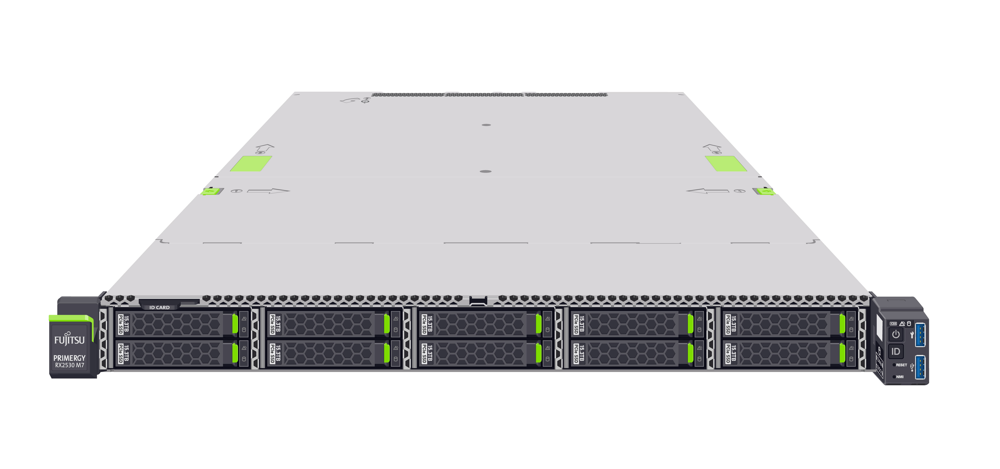 ID CARD
15.3TB
PCIe SSD
15.3TB
PCIe SSD
15.3TB
PCIe SSD
15.3TB
PCIe SSD
15.3TB
PCIe SSD
15.3TB
PCIe SSD
15.3TB
PCIe SSD
15.3TB
PCIe SSD
15.3TB
PCIe SSD
15.3TB
PCIe SSD
FUJITSU
PRIMERGY
RX2530 M7
CSS
ID
RESET
NMI